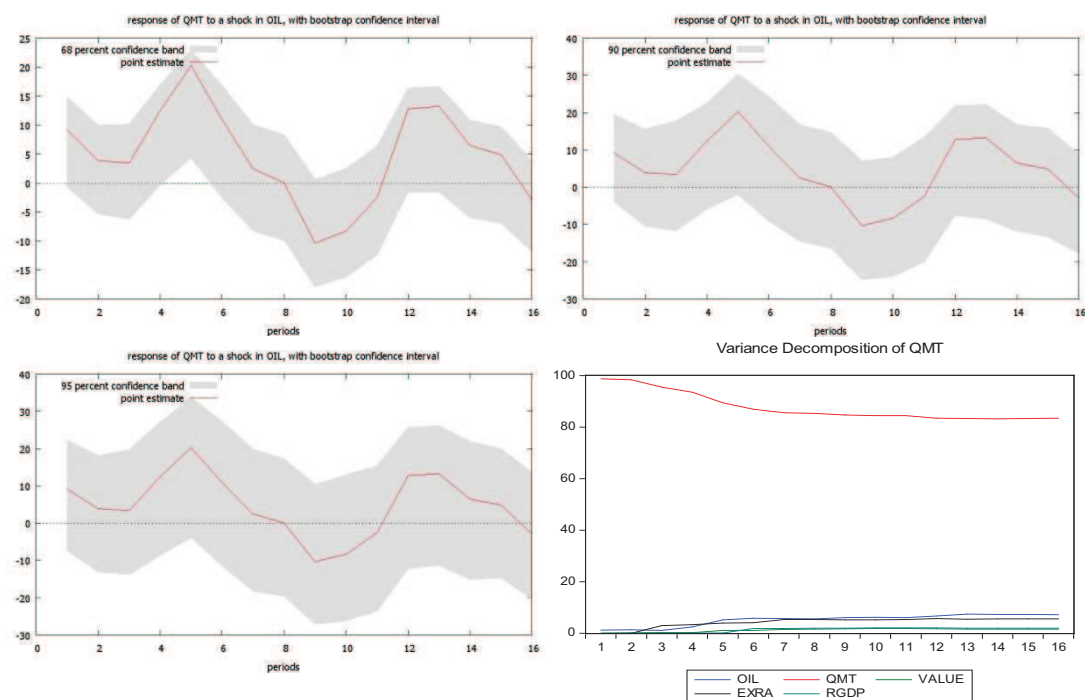 response of QMT to a shock in OIL, with bootstrap confidence interval
25
20
15
10
5
0
-5
-10
-15
-20
68 percent confidence band
point estimate
0 2 4 6 8 10 12 14 16
periods
response of QMT to a shock in OIL, with bootstrap confidence interval
40
30
20
10
0
-10
-20
-30
90 percent confidence band
point estimate
0 2 4 6 8 10 12 14 16
periods
response of QMT to a shock in OIL, with bootstrap confidence interval
40
30
20
10
0
-10
-20
-30
95 percent confidence band
point estimate
0 2 4 6 8 10 12 14 16
periods
Variance Decomposition of QMT
100
80
60
40
20
0
1 2 3 4 5 6 7 8 9 10 11 12 13 14 15 16
OIL QMT VALUE
EXRA RGDP